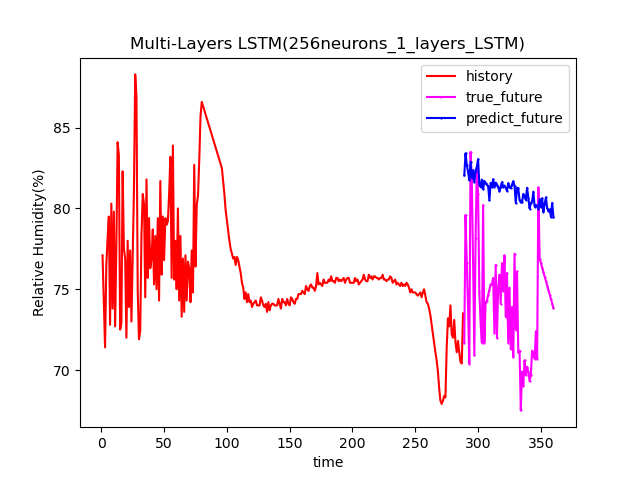 Multi-Layers LSTM(256neurons_1_layers_LSTM)
history
true_future
predict_future
Relative Humidity(%)
85
80
75
70
0 50 100 150 200 250 300 350
time